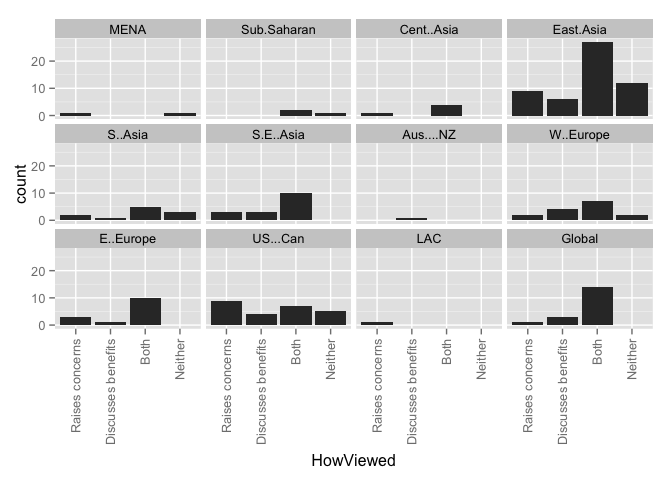 MENA Sub.Saharan Cent..Asia East.Asia
20
10
0
S..Asia S.E..Asia Aus....NZ W..Europe
count
20
10
0
E..Europe US...Can LAC Global
20
10
0
Raises concerns Discusses benefits Both Neither Raises concerns Discusses benefits Both Neither Raises concerns Discusses benefits Both Neither Raises concerns Discusses benefits Both Neither
HowViewed